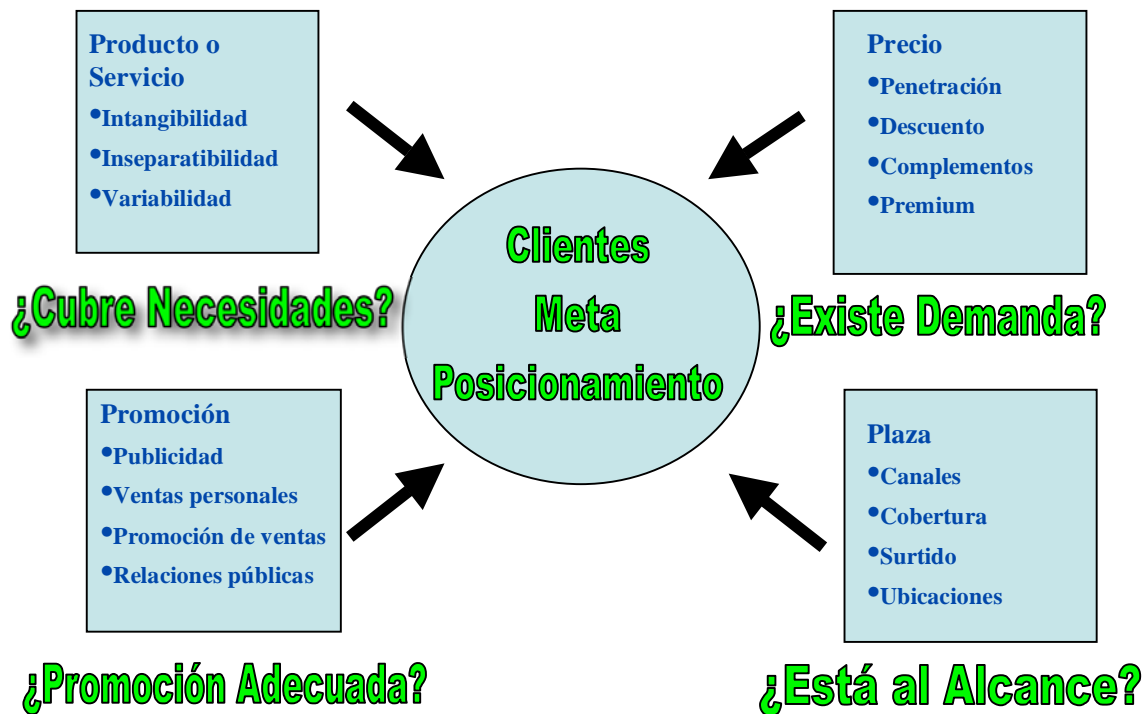 Producto o
Servicio
•Intangibilidad
•Inseparatibilidad
•Variabilidad
¿Cubre Necesidades?
Precio
•Penetración
•Descuento
•Complementos
•Premium
¿Existe Demanda?
Clientes
Meta
Posicionamiento
Promoción
•Publicidad
•Ventas personales
•Promoción de ventas
•Relaciones públicas
¿Promoción Adecuada?
Plaza
•Canales
•Cobertura
•Surtido
•Ubicaciones
¿Está al Alcance?